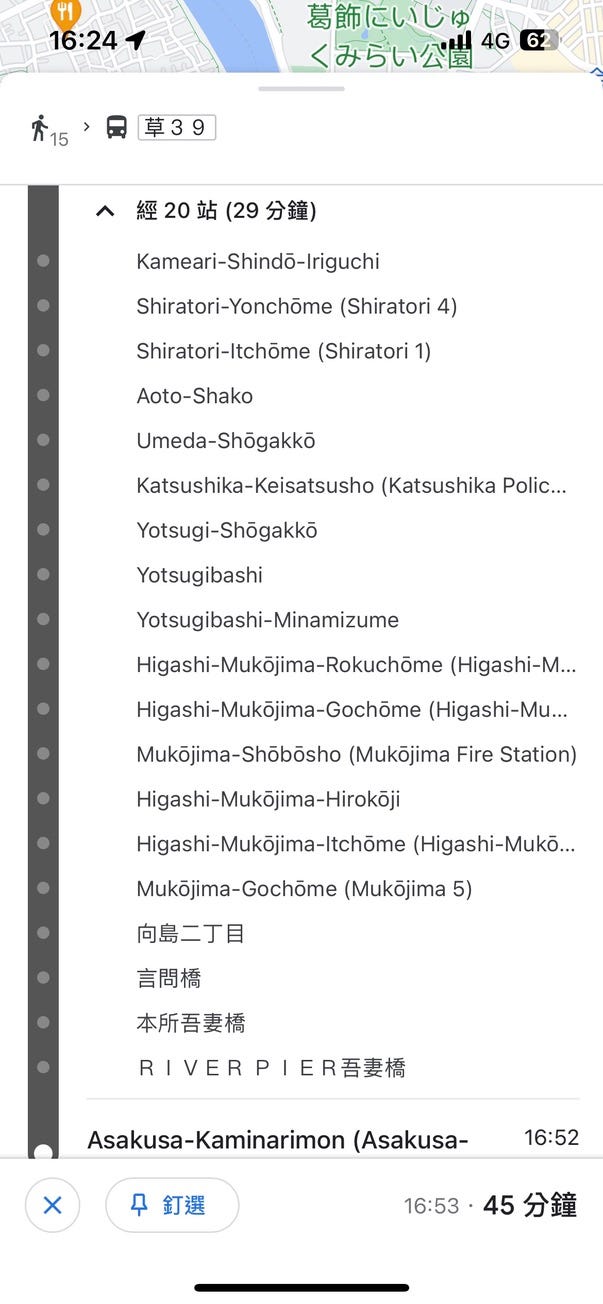 葛飾にいじゅ
くみらい公園
16:24
4G
62
15
草３９
經 20 站 (29 分鐘)
Kameari-Shindō-Iriguchi
Shiratori-Yonchōme (Shiratori 4)
Shiratori-Itchōme (Shiratori 1)
Aoto-Shako
Umeda-Shōgakkō
Katsushika-Keisatsusho (Katsushika Polic...
Yotsugi-Shōgakkō
Yotsugibashi
Yotsugibashi-Minamizume
Higashi-Mukōjima-Rokuchōme (Higashi-M...
Higashi-Mukōjima-Gochōme (Higashi-Mu...
Mukōjima-Shōbōsho (Mukōjima Fire Station)
Higashi-Mukōjima-Hirokōji
Higashi-Mukōjima-Itchōme (Higashi-Mukō...
Mukōjima-Gochōme (Mukōjima 5)
向島二丁目
言問橋
本所吾妻橋
ＲＩＶＥＲ ＰＩＥＲ吾妻橋
Asakusa-Kaminarimon (Asakusa- 16:52
釘選
16:53 · 45 分鐘